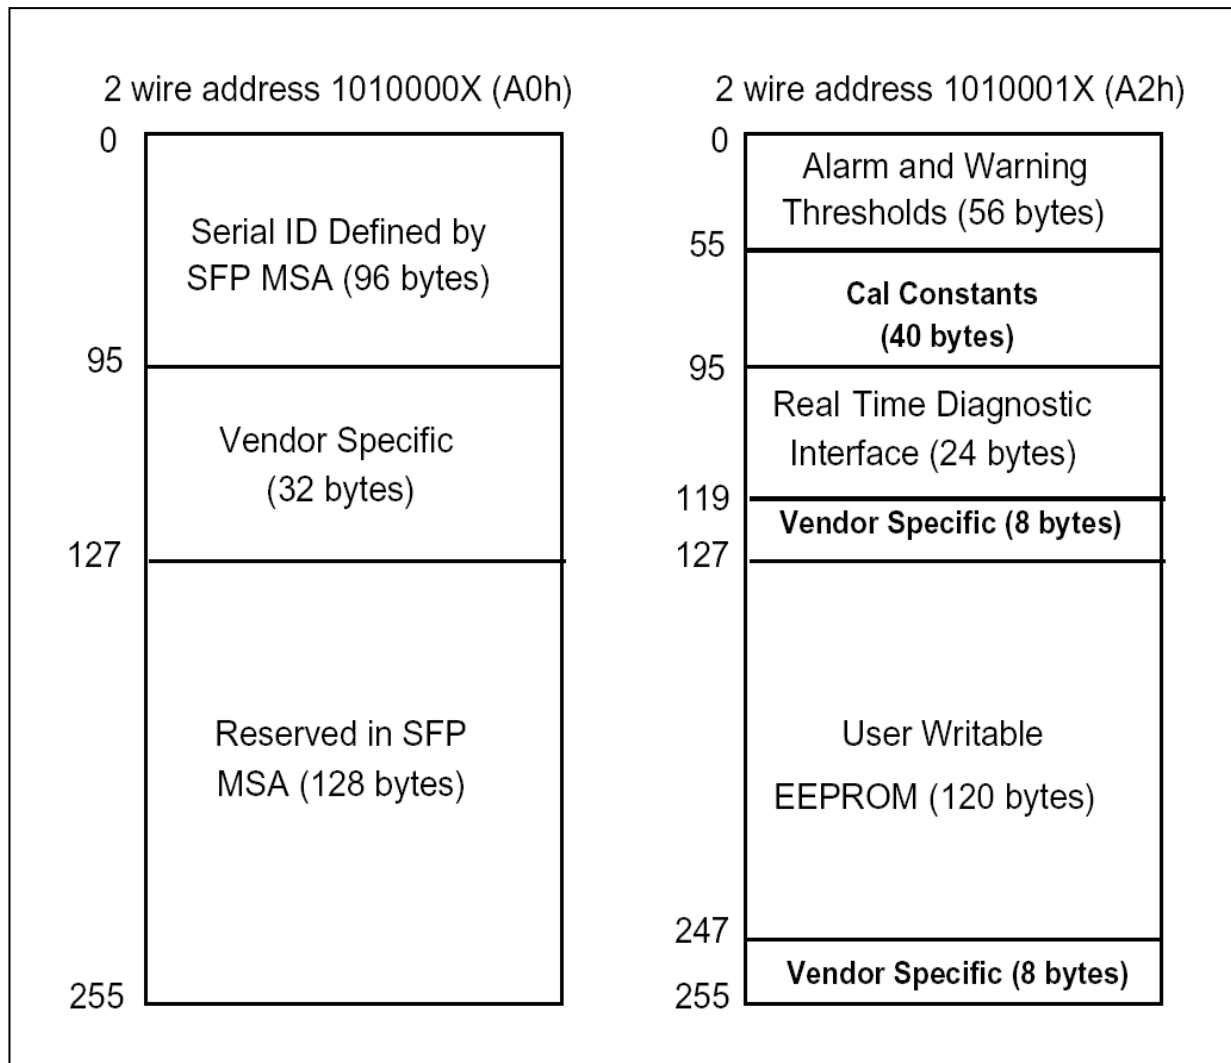 2 wire address 1010000X (A0h)
0
Serial ID Defined by
SFP MSA (96 bytes)
95
Vendor Specific
(32 bytes)
127
Reserved in SFP
MSA (128 bytes)
255
2 wire address 1010001X (A2h)
0
Alarm and Warning
Thresholds (56 bytes)
55
Cal Constants
(40 bytes)
95
Real Time Diagnostic
Interface (24 bytes)
119
Vendor Specific (8 bytes)
127
User Writable
EEPROM (120 bytes)
247
Vendor Specific (8 bytes)
255